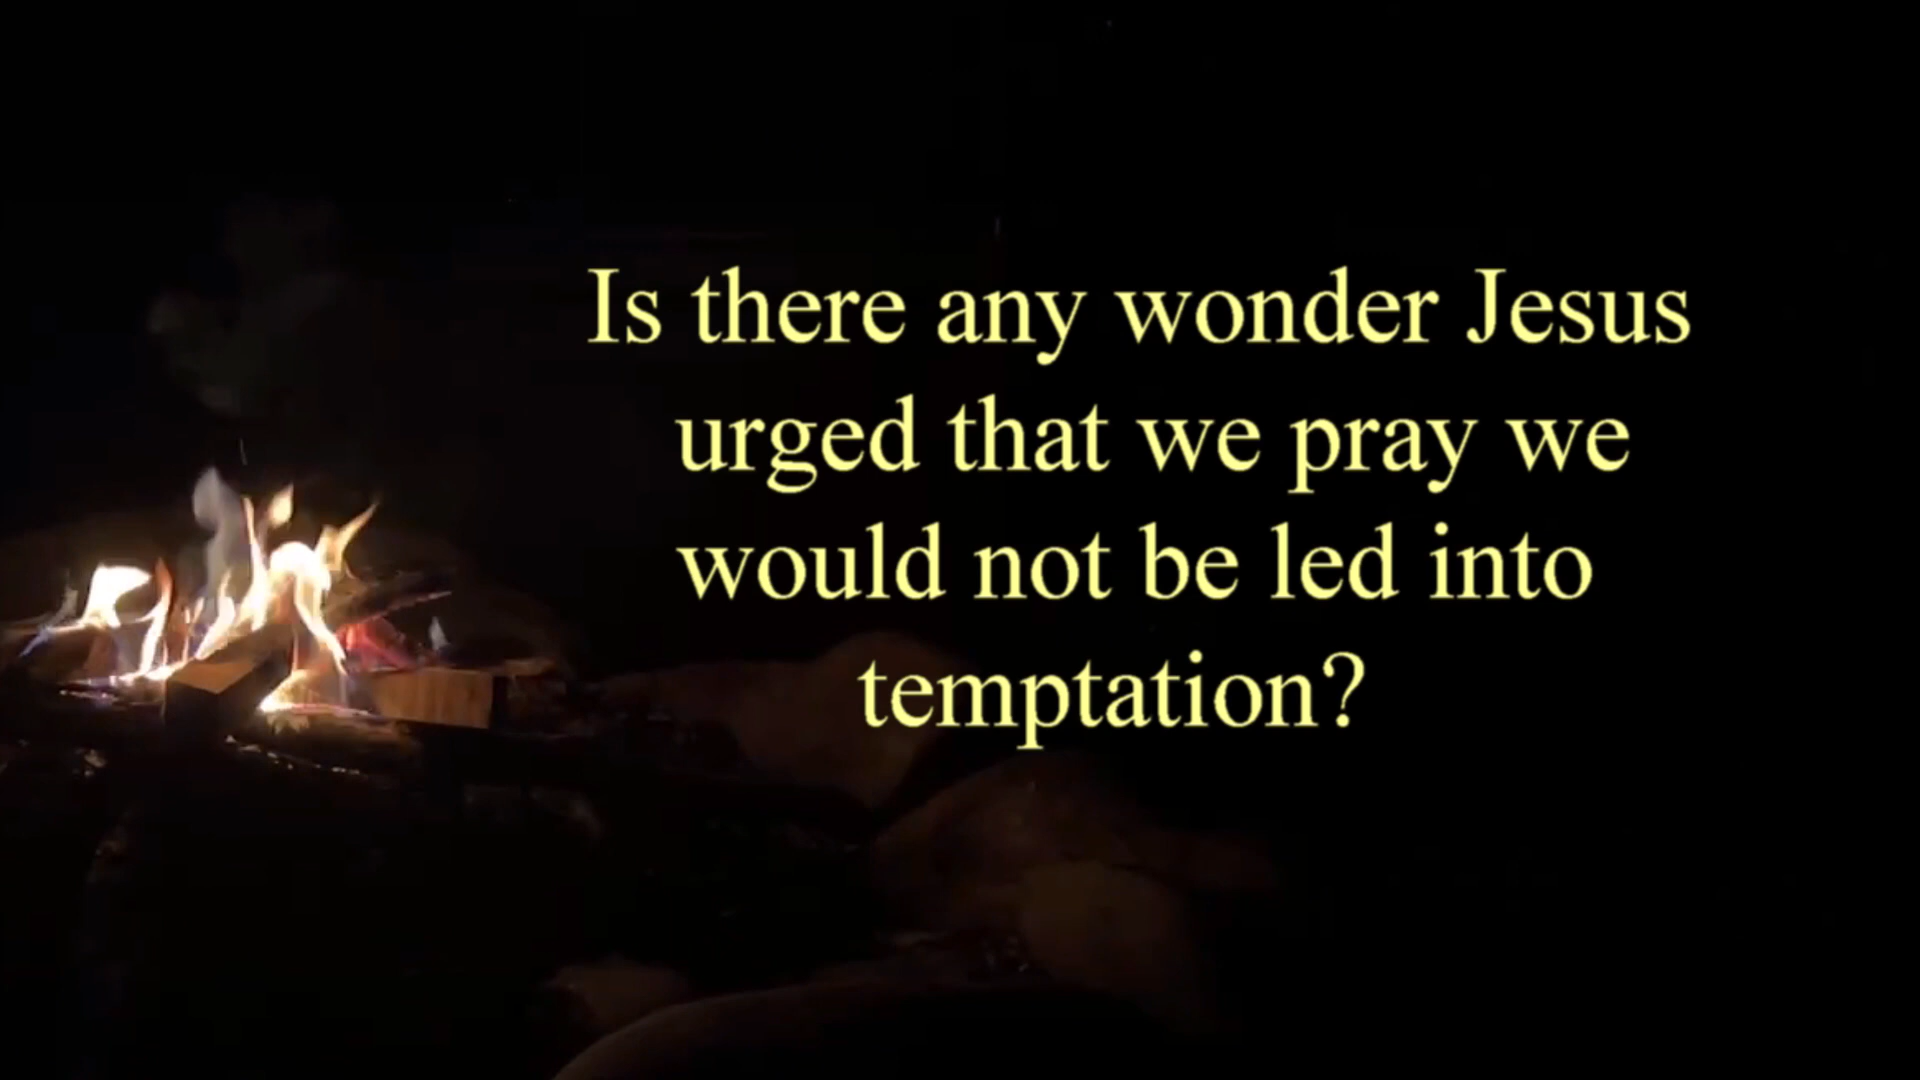 Is there any wonder Jesus
urged that we pray we
would not be led into
temptation?